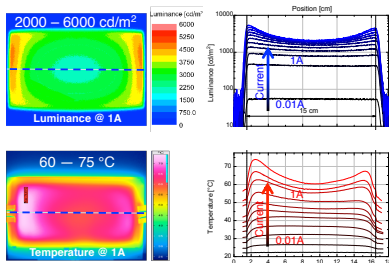 2000 – 6000 cd/m²
Luminance @ 1A
Luminance [cd/m²]
6000
5250
4500
3750
3000
2250
1500
750.0
0.0
Position [cm]
Luminance [cd/m²]
10000
1000
100
10
Current
1A
0.01A
15 cm
60 – 75 °C
Temperature @ 1A
Temperature [°C]
70
60
50
40
30
20
Current
1A
0.01A
0 2 4 6 8 10 12 14 16